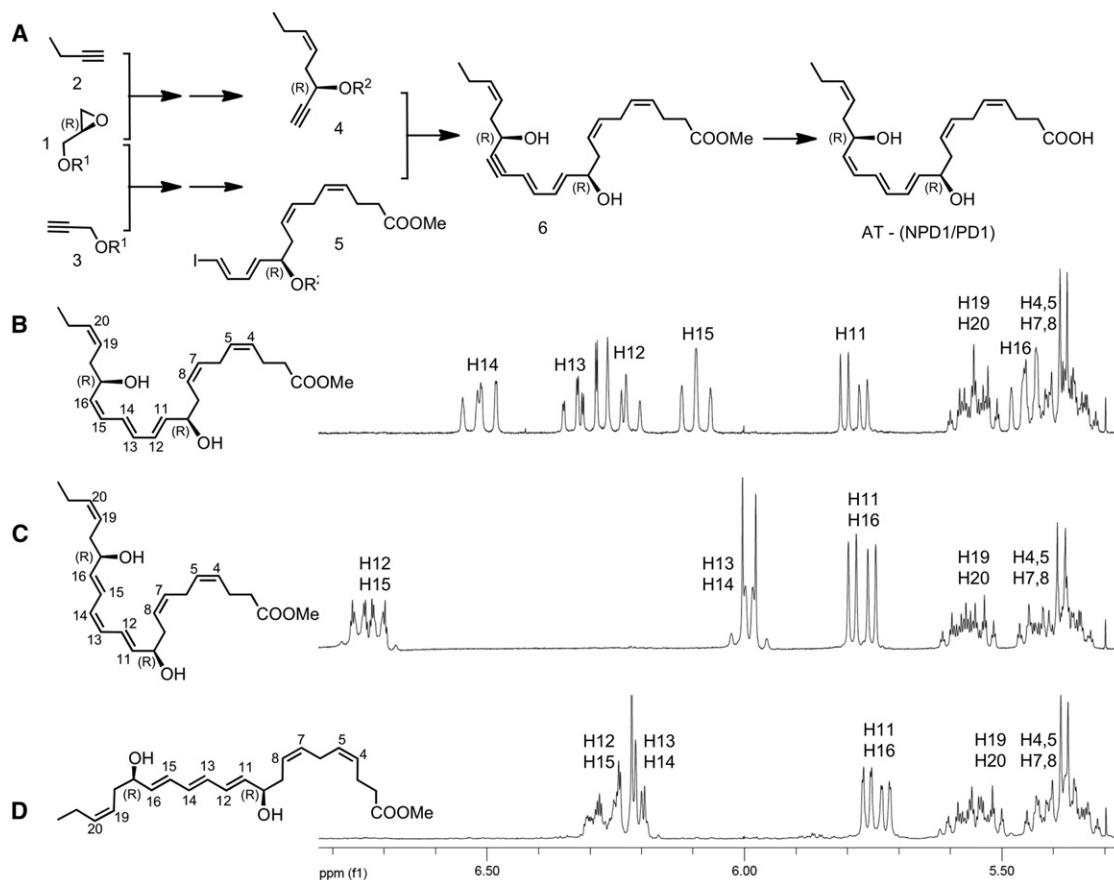 A
2
(R)
O
1
OR¹
3
OR¹
(R)
OR²
4
I
(R)
5
COOMe
(R)
OH
6
(R)
OH
COOMe
(R)
OH
(R)
OH
COOH
AT - (NPD1/PD1)
B
20
19
(R)
OH
16
15
14
13
12
11
(R)
OH
8
7
5
4
COOMe
H14
H13
H12
H15
H11
H19
H20
H16
H4,5
H7,8
C
20
19
(R)
OH
16
15
14
13
12
11
(R)
OH
8
7
5
4
COOMe
H12
H15
H13
H14
H11
H16
H19
H20
H4,5
H7,8
D
OH
(R)
20
19
16
15
14
13
12
11
(R)
OH
8
7
5
4
COOMe
H12
H15
H13
H14
H11
H16
H19
H20
H4,5
H7,8
ppm (f1)
6.50
6.00
5.50